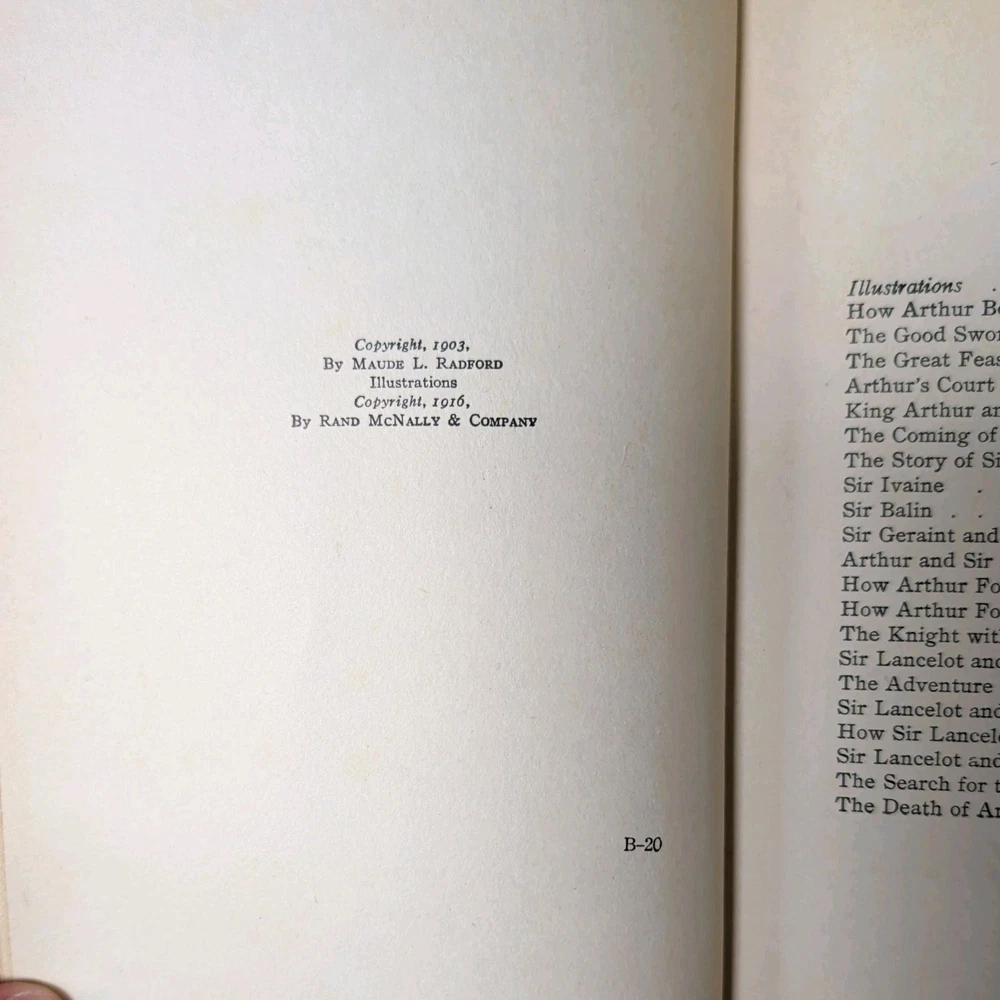 Copyright, 1903,
By MAUDE L. RADFORD
Illustrations
Copyright, 1916,
By RAND MCNALLY & COMPANY
B-20
Illustrations .
How Arthur
The Good
The Great
Arthur's Court
King Arthur
The Coming of
The Story of
Sir Ivaine .
Sir Balin . .
Sir Geraint and
Arthur and Sir
How Arthur
How Arthur
The Knight
Sir Lancelot
The Adventure
Sir Lancelot
How Sir
Sir Lancelot
The Search for
The Death of